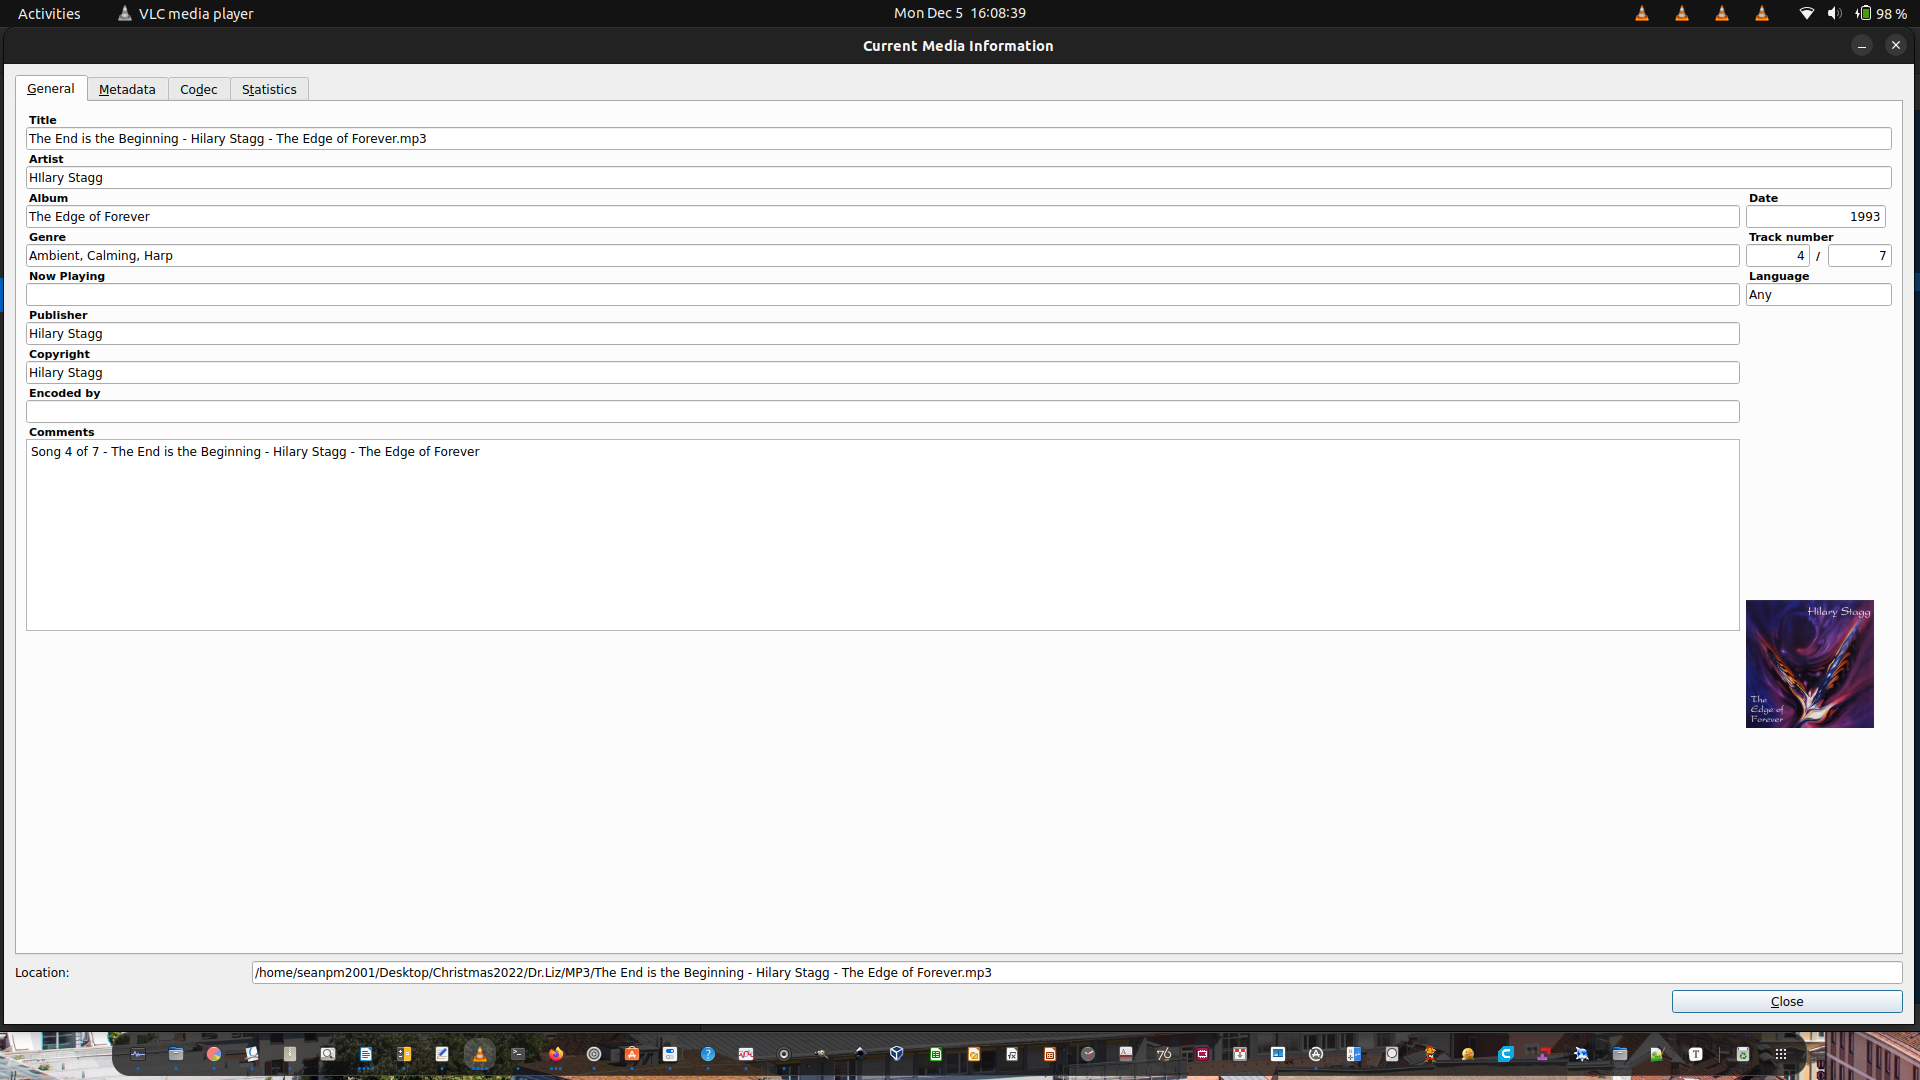 Activities
VLC media player
Mon Dec 5 16:08:39
98 %
Current Media Information
General
Metadata
Codec
Statistics
Title
The End is the Beginning - Hilary Stagg - The Edge of Forever.mp3
Artist
HIlary Stagg
Album
Date
The Edge of Forever
1993
Genre
Track number
Ambient, Calming, Harp
4 / 7
Now Playing
Language
Any
Publisher
Hilary Stagg
Copyright
Hilary Stagg
Encoded by
Comments
Song 4 of 7 - The End is the Beginning - Hilary Stagg - The Edge of Forever
Hilary Stagg
The
Edge of
Forever
Location:
/home/seanpm2001/Desktop/Christmas2022/Dr.Liz/MP3/The End is the Beginning - Hilary Stagg - The Edge of Forever.mp3
Close